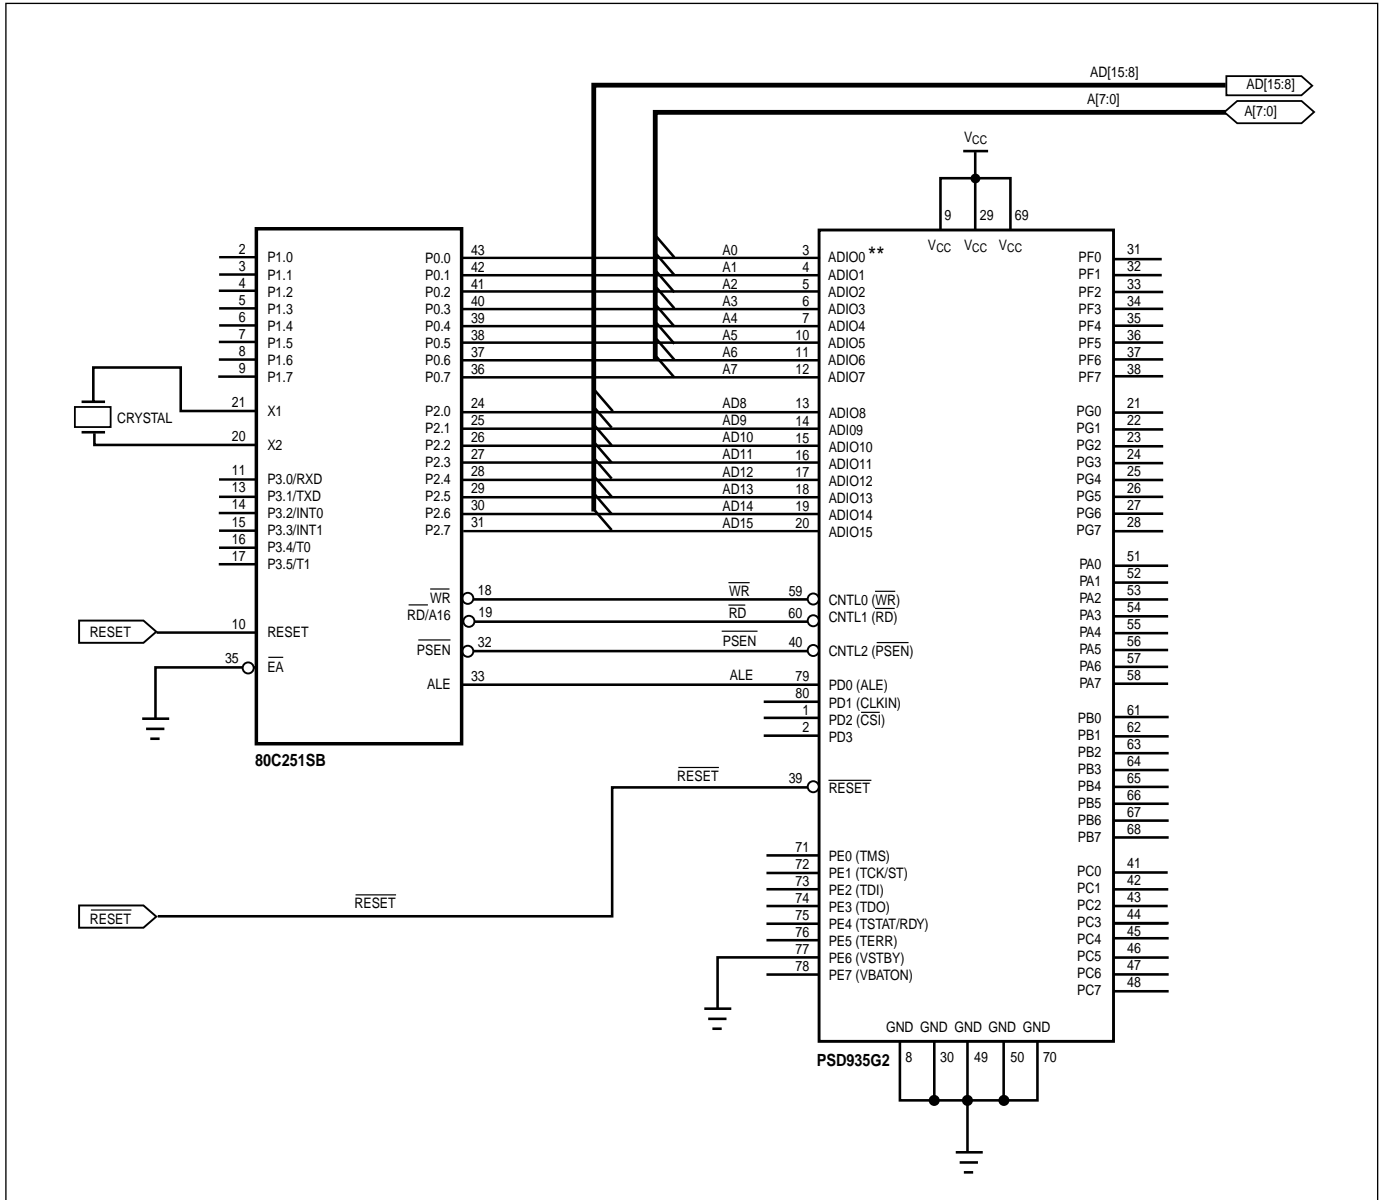 AD[15:8]
AD[15:8]
A[7:0]
A[7:0]
VCC
9 29 69
VCC VCC VCC
2 P1.0
3 P1.1
4 P1.2
5 P1.3
6 P1.4
7 P1.5
8 P1.6
9 P1.7
21 X1
CRYSTAL
20 X2
11 P3.0/RXD
13 P3.1/TXD
14 P3.2/INT0
15 P3.3/INT1
16 P3.4/T0
17 P3.5/T1
RESET 10 RESET
35 EA
P0.0 43
P0.1 42
P0.2 41
P0.3 40
P0.4 39
P0.5 38
P0.6 37
P0.7 36
P2.0 24
P2.1 25
P2.2 26
P2.3 27
P2.4 28
P2.5 29
P2.6 30
P2.7 31
WR 18
RD/A16 19
PSEN 32
ALE 33
80C251SB
A0 3 ADIO0 **
A1 4 ADIO1
A2 5 ADIO2
A3 6 ADIO3
A4 7 ADIO4
A5 10 ADIO5
A6 11 ADIO6
A7 12 ADIO7
AD8 13 ADIO8
AD9 14 ADIO9
AD10 15 ADIO10
AD11 16 ADIO11
AD12 17 ADIO12
AD13 18 ADIO13
AD14 19 ADIO14
AD15 20 ADIO15
WR 59 CNTL0 (WR)
RD 60 CNTL1 (RD)
PSEN 40 CNTL2 (PSEN)
ALE 79 PD0 (ALE)
80 PD1 (CLKIN)
1 PD2 (CSI)
2 PD3
RESET 39 RESET
71 PE0 (TMS)
72 PE1 (TCK/ST)
73 PE2 (TDI)
74 PE3 (TDO)
75 PE4 (TSTAT/RDY)
76 PE5 (TERR)
77 PE6 (VSTBY)
78 PE7 (VBATON)
RESET
RESET
PF0 31
PF1 32
PF2 33
PF3 34
PF4 35
PF5 36
PF6 37
PF7 38
PG0 21
PG1 22
PG2 23
PG3 24
PG4 25
PG5 26
PG6 27
PG7 28
PA0 51
PA1 52
PA2 53
PA3 54
PA4 55
PA5 56
PA6 57
PA7 58
PB0 61
PB1 62
PB2 63
PB3 64
PB4 65
PB5 66
PB6 67
PB7 68
PC0 41
PC1 42
PC2 43
PC3 44
PC4 45
PC5 46
PC6 47
PC7 48
GND GND GND GND GND
8 30 49 50 70
PSD935G2